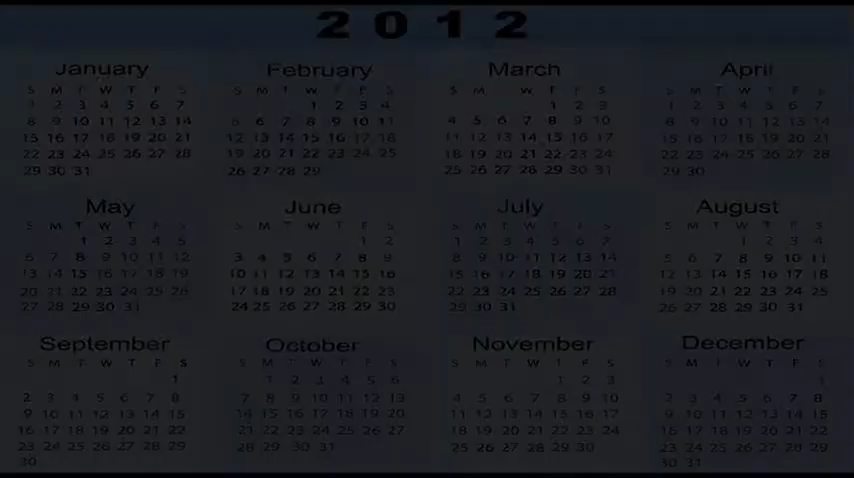 2012
January
S M T W T F S
1 2 3 4 5 6 7
8 9 10 11 12 13 14
15 16 17 18 19 20 21
22 23 24 25 26 27 28
29 30 31
February
S M T W T F S
1 2 3 4
5 6 7 8 9 10 11
12 13 14 15 16 17 18
19 20 21 22 23 24 25
26 27 28 29
March
S M W T F S
1 2 3
4 5 6 7 8 9 10
11 12 13 14 15 16 17
18 19 20 21 22 23 24
25 26 27 28 29 30 31
April
S M T W T F S
1 2 3 4 5 6 7
8 9 10 11 12 13 14
15 16 17 18 19 20 21
22 23 24 25 26 27 28
29 30
May
S M T W T F S
1 2 3 4 5
6 7 8 9 10 11 12
13 14 15 16 17 18 19
20 21 22 23 24 25 26
27 28 29 30 31
June
S M T W T F S
1 2
3 4 5 6 7 8 9
10 11 12 13 14 15 16
17 18 19 20 21 22 23
24 25 26 27 28 29 30
July
S M T W T F S
1 2 3 4 5 6 7
8 9 10 11 12 13 14
15 16 17 18 19 20 21
22 23 24 25 26 27 28
29 30 31
August
S M T W T F S
1 2 3 4
5 6 7 8 9 10 11
12 13 14 15 16 17 18
19 20 21 22 23 24 25
26 27 28 29 30 31
September
S M T W T F S
1
2 3 4 5 6 7 8
9 10 11 12 13 14 15
16 17 18 19 20 21 22
23 24 25 26 27 28 29
30
October
S M T W T F S
1 2 3 4 5 6
7 8 9 10 11 12 13
14 15 16 17 18 19 20
21 22 23 24 25 26 27
28 29 30 31
November
S M T W T F S
1 2 3
4 5 6 7 8 9 10
11 12 13 14 15 16 17
18 19 20 21 22 23 24
25 26 27 28 29 30
December
S M T W T F S
1
2 3 4 5 6 7 8
9 10 11 12 13 14 15
16 17 18 19 20 21 22
23 24 25 26 27 28 29
30 31